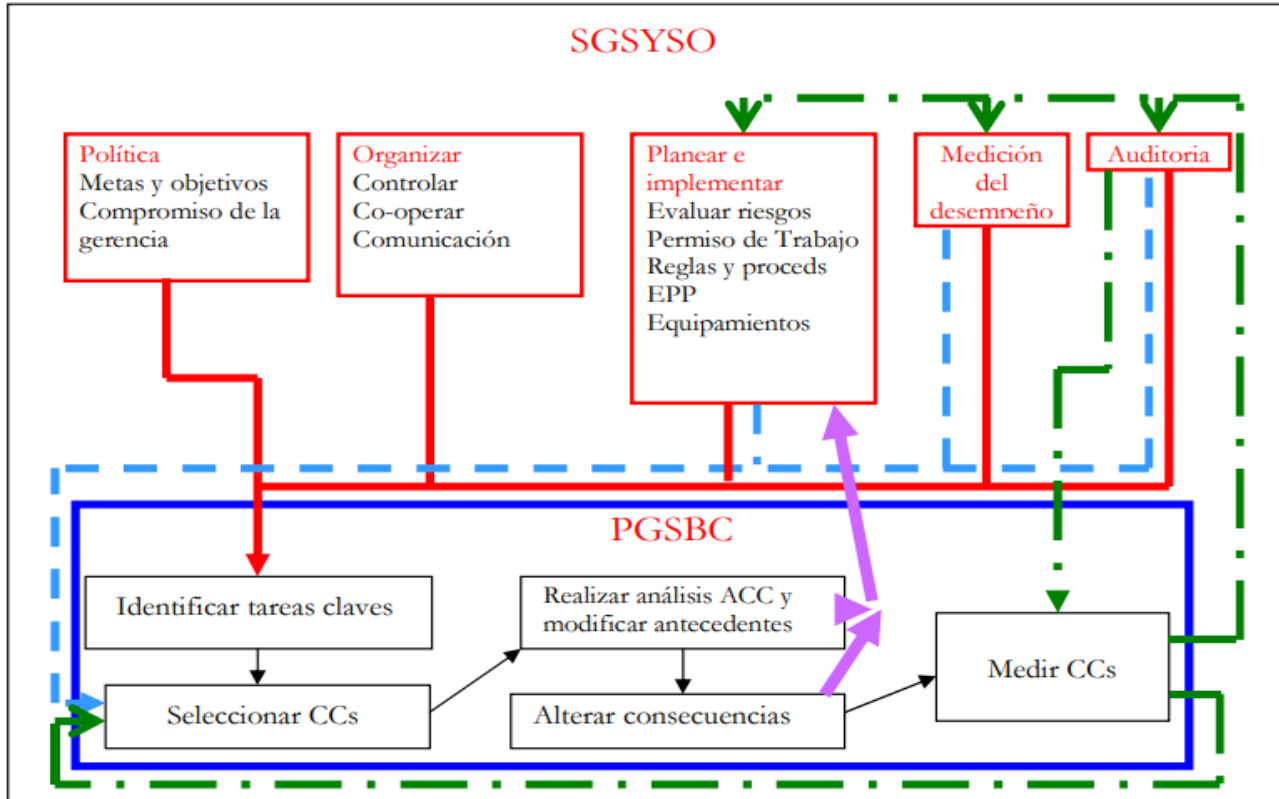 SGSYSO
Política
Metas y objetivos
Compromiso de la
gerencia
Organizar
Controlar
Co-operar
Comunicación
Planear e
implementar
Evaluar riesgos
Permiso de Trabajo
Reglas y proceds
EPP
Equipamientos
Medición
del
desempeño
Auditoria
PGSBC
Identificar tareas claves
Seleccionar CCs
Realizar análisis ACC y
modificar antecedentes
Alterar consecuencias
Medir CCs